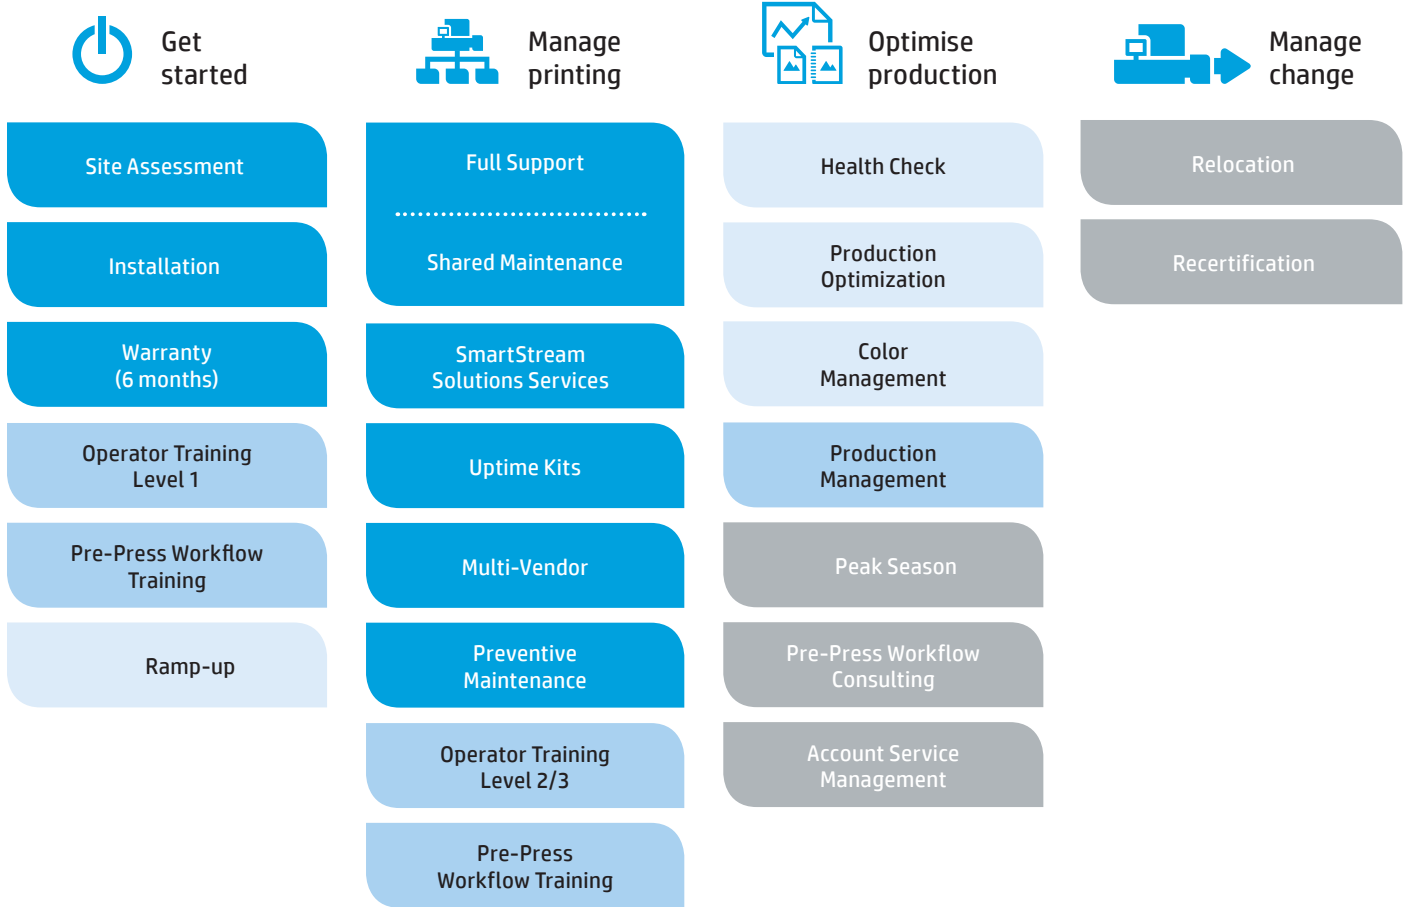 Get
started
Site Assessment
Installation
Warranty
(6 months)
Operator Training
Level 1
Pre-Press Workflow
Training
Ramp-up
Manage
printing
Full Support
Shared Maintenance
SmartStream
Solutions Services
Uptime Kits
Multi-Vendor
Preventive
Maintenance
Operator Training
Level 2/3
Pre-Press
Workflow Training
Optimise
production
Health Check
Production
Optimization
Color
Management
Production
Management
Peak Season
Pre-Press Workflow
Consulting
Account Service
Management
Manage
change
Relocation
Recertification